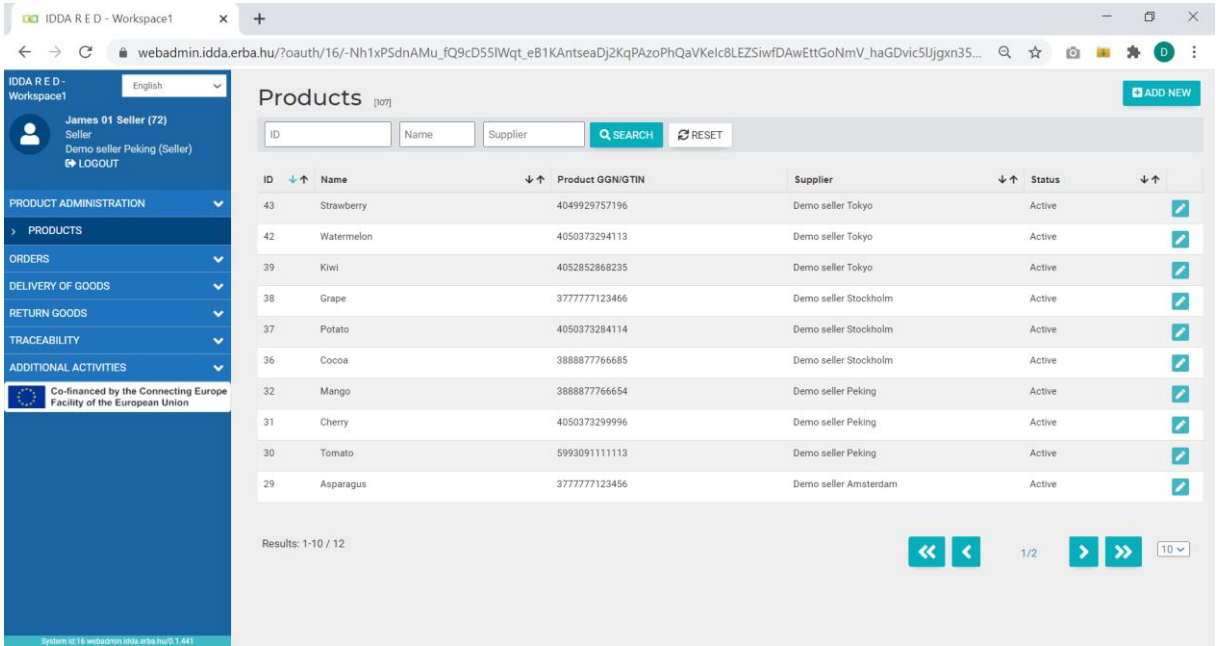 IDDA R E D - Workspace1
webadmin.idda.erba.hu/?oauth/16/-Nh1xPSdnAMu_fQ9cD55lWqt_eB1KAntseaDj2KqPAzoPhQaVKelc8LEZSiwfDAwEttGoNmV_haGDvic5lJjgxn35...
D
IDDA R E D -
Workspace1
English
James 01 Seller (72)
Seller
Demo seller Peking (Seller)
LOGOUT
PRODUCT ADMINISTRATION
PRODUCTS
ORDERS
DELIVERY OF GOODS
RETURN GOODS
TRACEABILITY
ADDITIONAL ACTIVITIES
Co-financed by the Connecting Europe
Facility of the European Union
System id:16 webadmin.idda.erba.hu/0.1.441
Products [107]
ADD NEW
ID Name Supplier SEARCH RESET
ID Name Product GGN/GTIN Supplier Status
43 Strawberry 4049929757196 Demo seller Tokyo Active
42 Watermelon 4050373294113 Demo seller Tokyo Active
39 Kiwi 4052852868235 Demo seller Tokyo Active
38 Grape 3777777123466 Demo seller Stockholm Active
37 Potato 4050373284114 Demo seller Stockholm Active
36 Cocoa 3888877766685 Demo seller Stockholm Active
32 Mango 3888877766654 Demo seller Peking Active
31 Cherry 4050373299996 Demo seller Peking Active
30 Tomato 5993091111113 Demo seller Peking Active
29 Asparagus 3777777123456 Demo seller Amsterdam Active
Results: 1-10 / 12
1/2
10